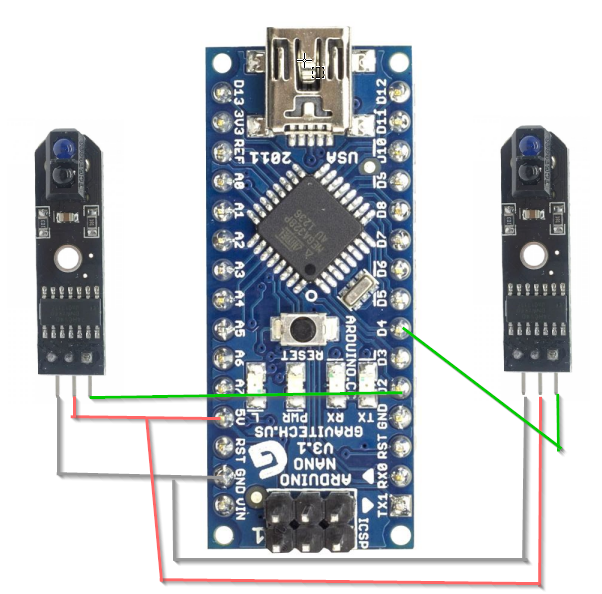 D13
3V3
REF
A0
A1
A2
A3
A4
A5
A6
A7
5V
RST
GND
VIN
D12
D11
D10
D9
D8
D7
D6
D5
D4
D3
D2
GND
RST
RX0
TX1
USA
2011
RESET
L
PWR
RX
TX
GRAVITECH.US
V3.1
NANO
ARDUINO
ICSP
1